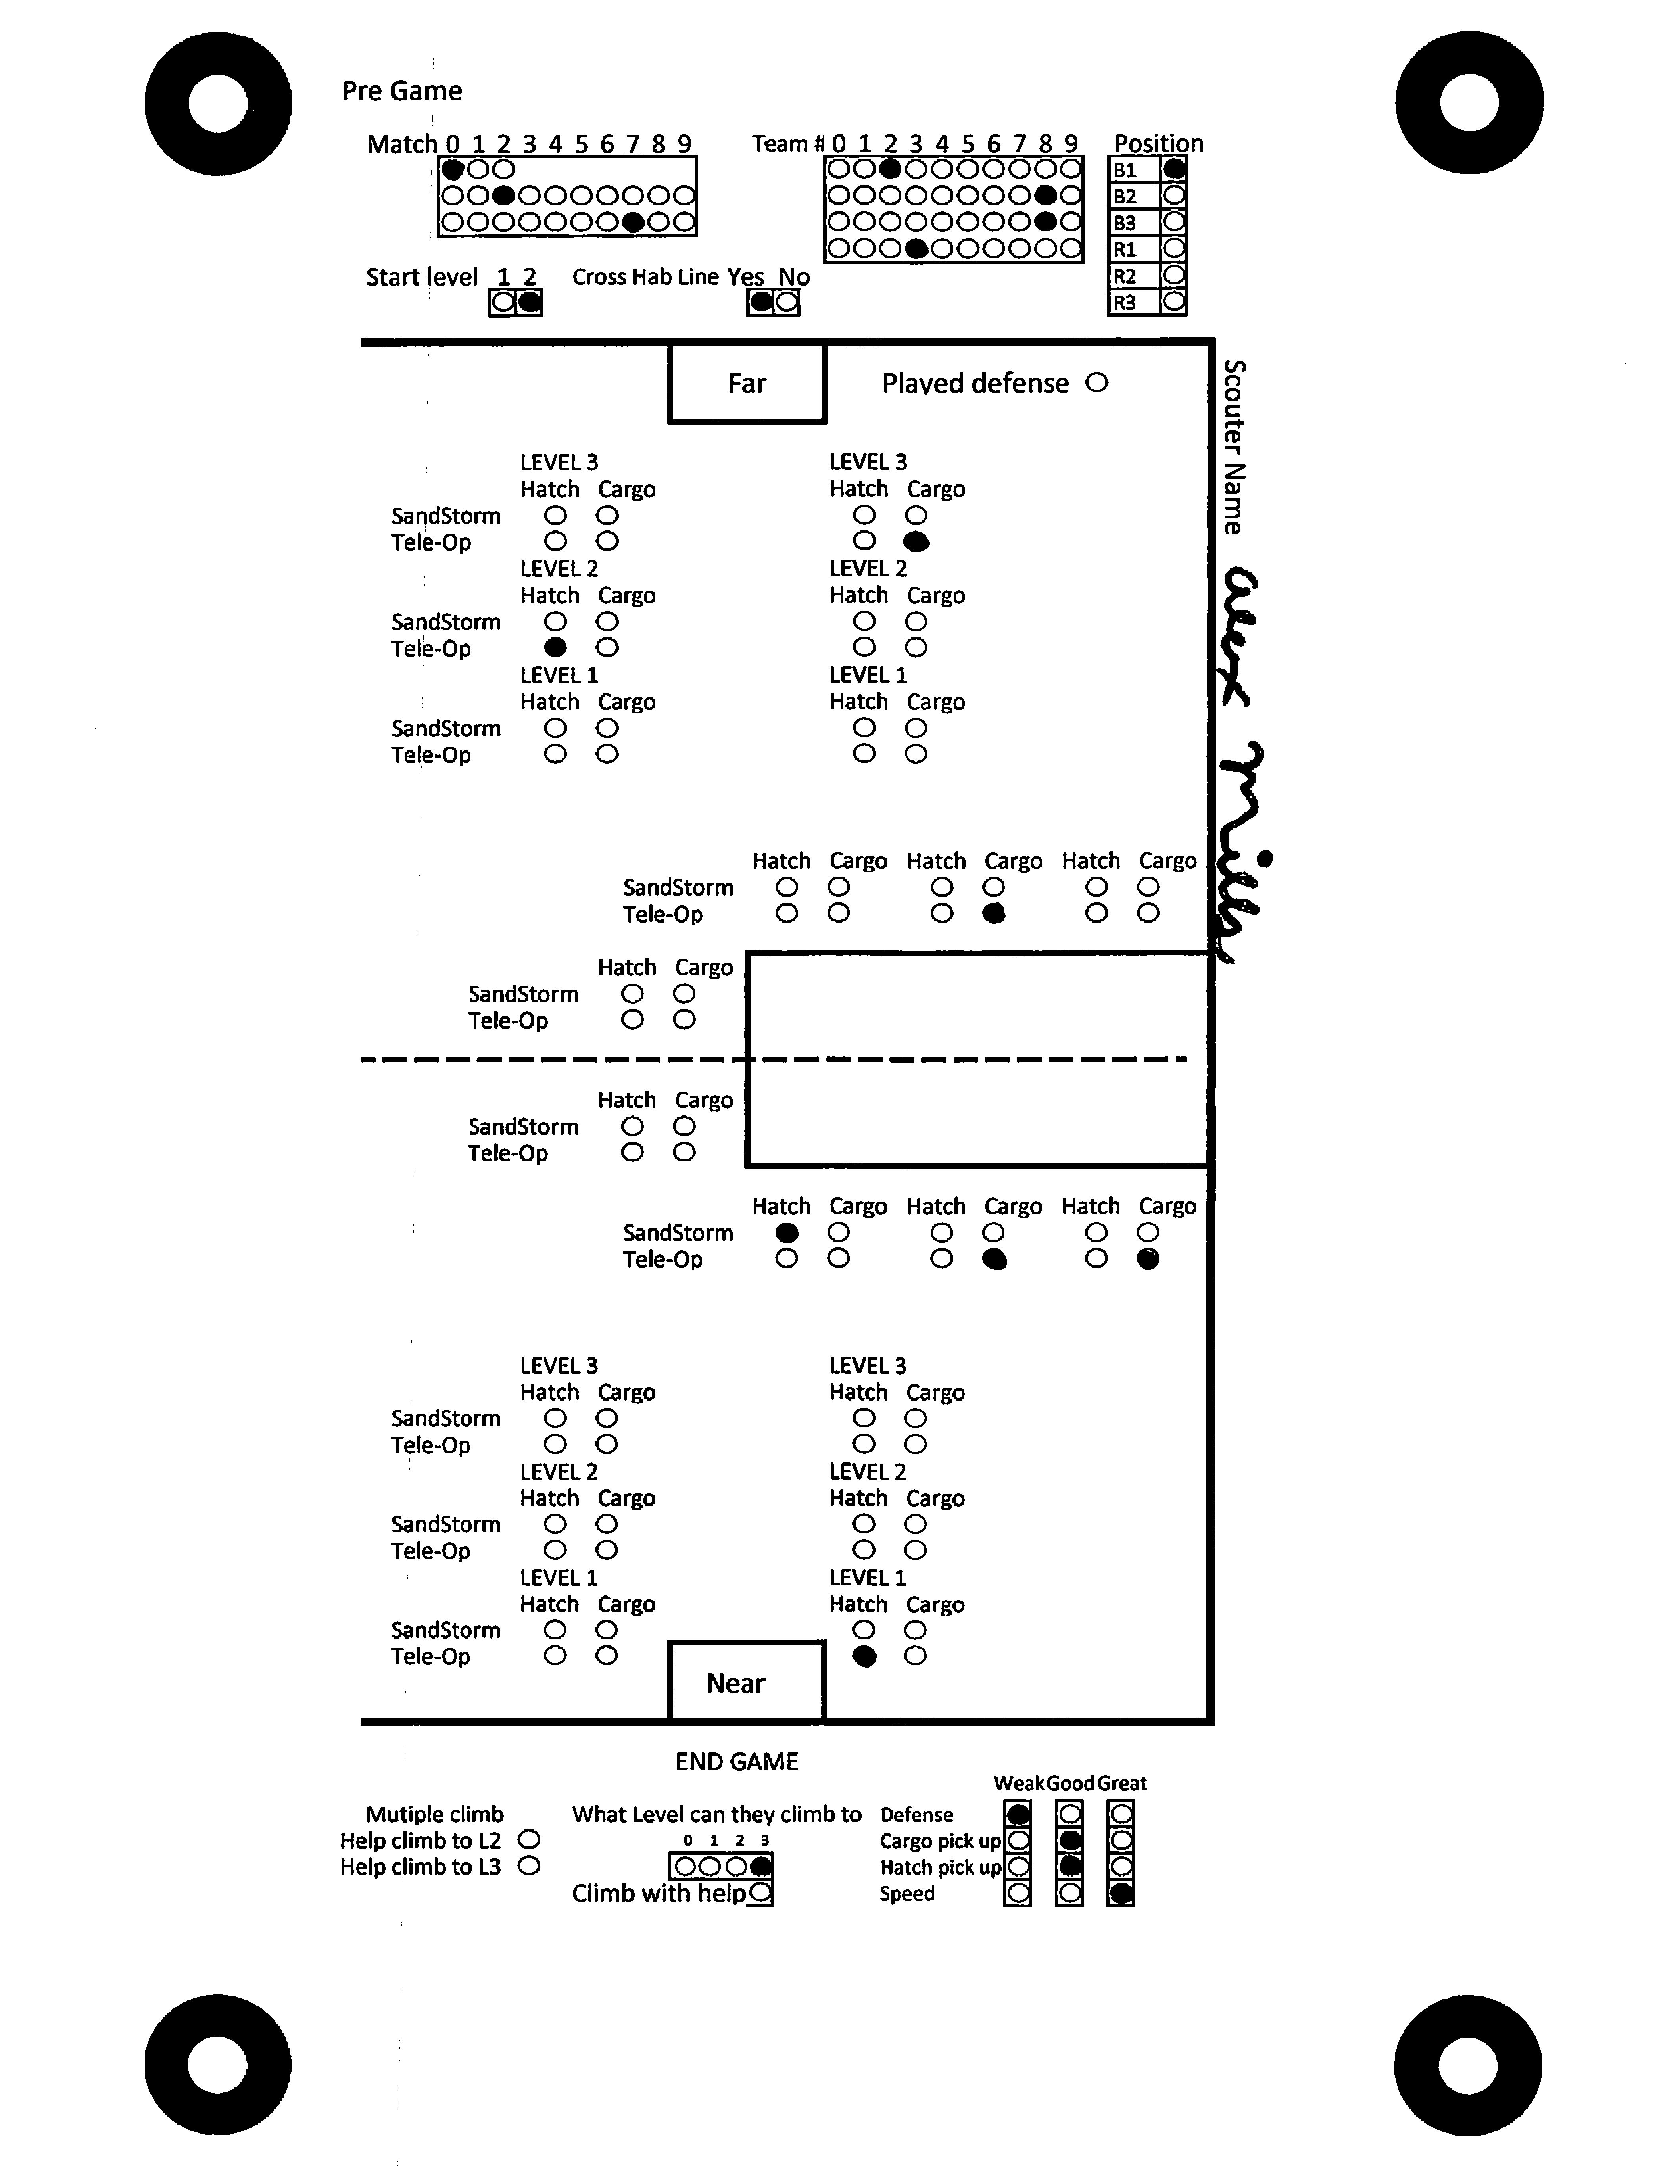 Pre Game
Match 0 1 2 3 4 5 6 7 8 9
Team # 0 1 2 3 4 5 6 7 8 9
Position
B1
B2
B3
R1
R2
R3
Start level 1 2
Cross Hab Line Yes No
Far
Played defense
Scouter Name Alex Mills
LEVEL 3 LEVEL 3
Hatch Cargo Hatch Cargo
SandStorm
Tele-Op
LEVEL 2 LEVEL 2
Hatch Cargo Hatch Cargo
SandStorm
Tele-Op
LEVEL 1 LEVEL 1
Hatch Cargo Hatch Cargo
SandStorm
Tele-Op
Hatch Cargo Hatch Cargo Hatch Cargo
SandStorm
Tele-Op
Hatch Cargo
SandStorm
Tele-Op
Hatch Cargo
SandStorm
Tele-Op
Hatch Cargo Hatch Cargo Hatch Cargo
SandStorm
Tele-Op
LEVEL 3 LEVEL 3
Hatch Cargo Hatch Cargo
SandStorm
Tele-Op
LEVEL 2 LEVEL 2
Hatch Cargo Hatch Cargo
SandStorm
Tele-Op
LEVEL 1 LEVEL 1
Hatch Cargo Hatch Cargo
SandStorm
Tele-Op
Near
END GAME
Mutiple climb
Help climb to L2
Help climb to L3
What Level can they climb to
0 1 2 3
Climb with help
Weak Good Great
Defense
Cargo pick up
Hatch pick up
Speed